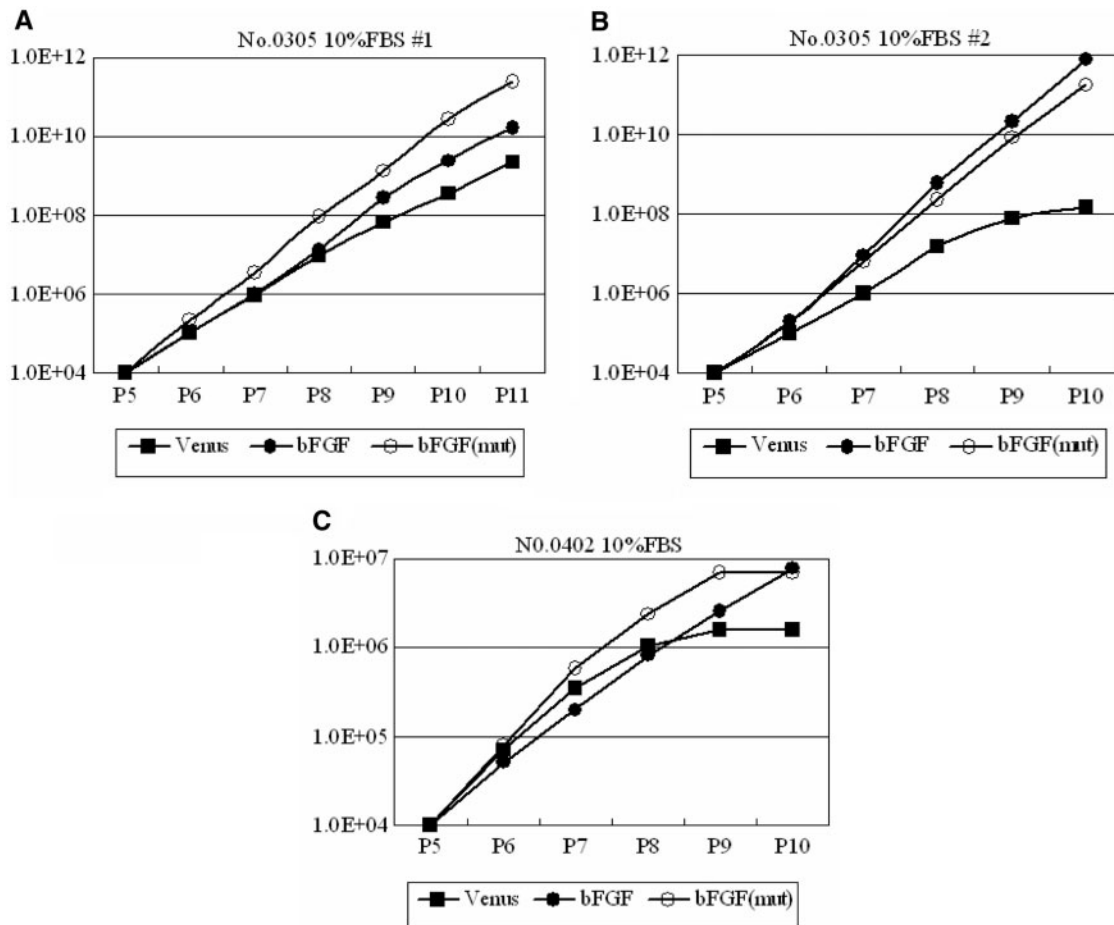 A
No.0305 10%FBS #1
1.0E+12
1.0E+10
1.0E+08
1.0E+06
1.0E+04
P5 P6 P7 P8 P9 P10 P11
Venus bFGF bFGF(mut)
B
No.0305 10%FBS #2
1.0E+12
1.0E+10
1.0E+08
1.0E+06
1.0E+04
P5 P6 P7 P8 P9 P10
Venus bFGF bFGF(mut)
C
N0.0402 10%FBS
1.0E+07
1.0E+06
1.0E+05
1.0E+04
P5 P6 P7 P8 P9 P10
Venus bFGF bFGF(mut)